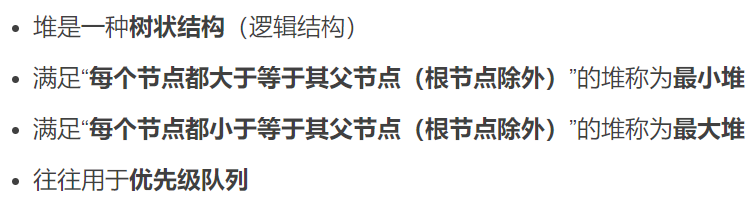 • 堆是一种树状结构（逻辑结构）
• 满足“每个节点都大于等于其父节点（根节点除外）”的堆称为最小堆
• 满足“每个节点都小于等于其父节点（根节点除外）”的堆称为最大堆
• 往往用于优先级队列